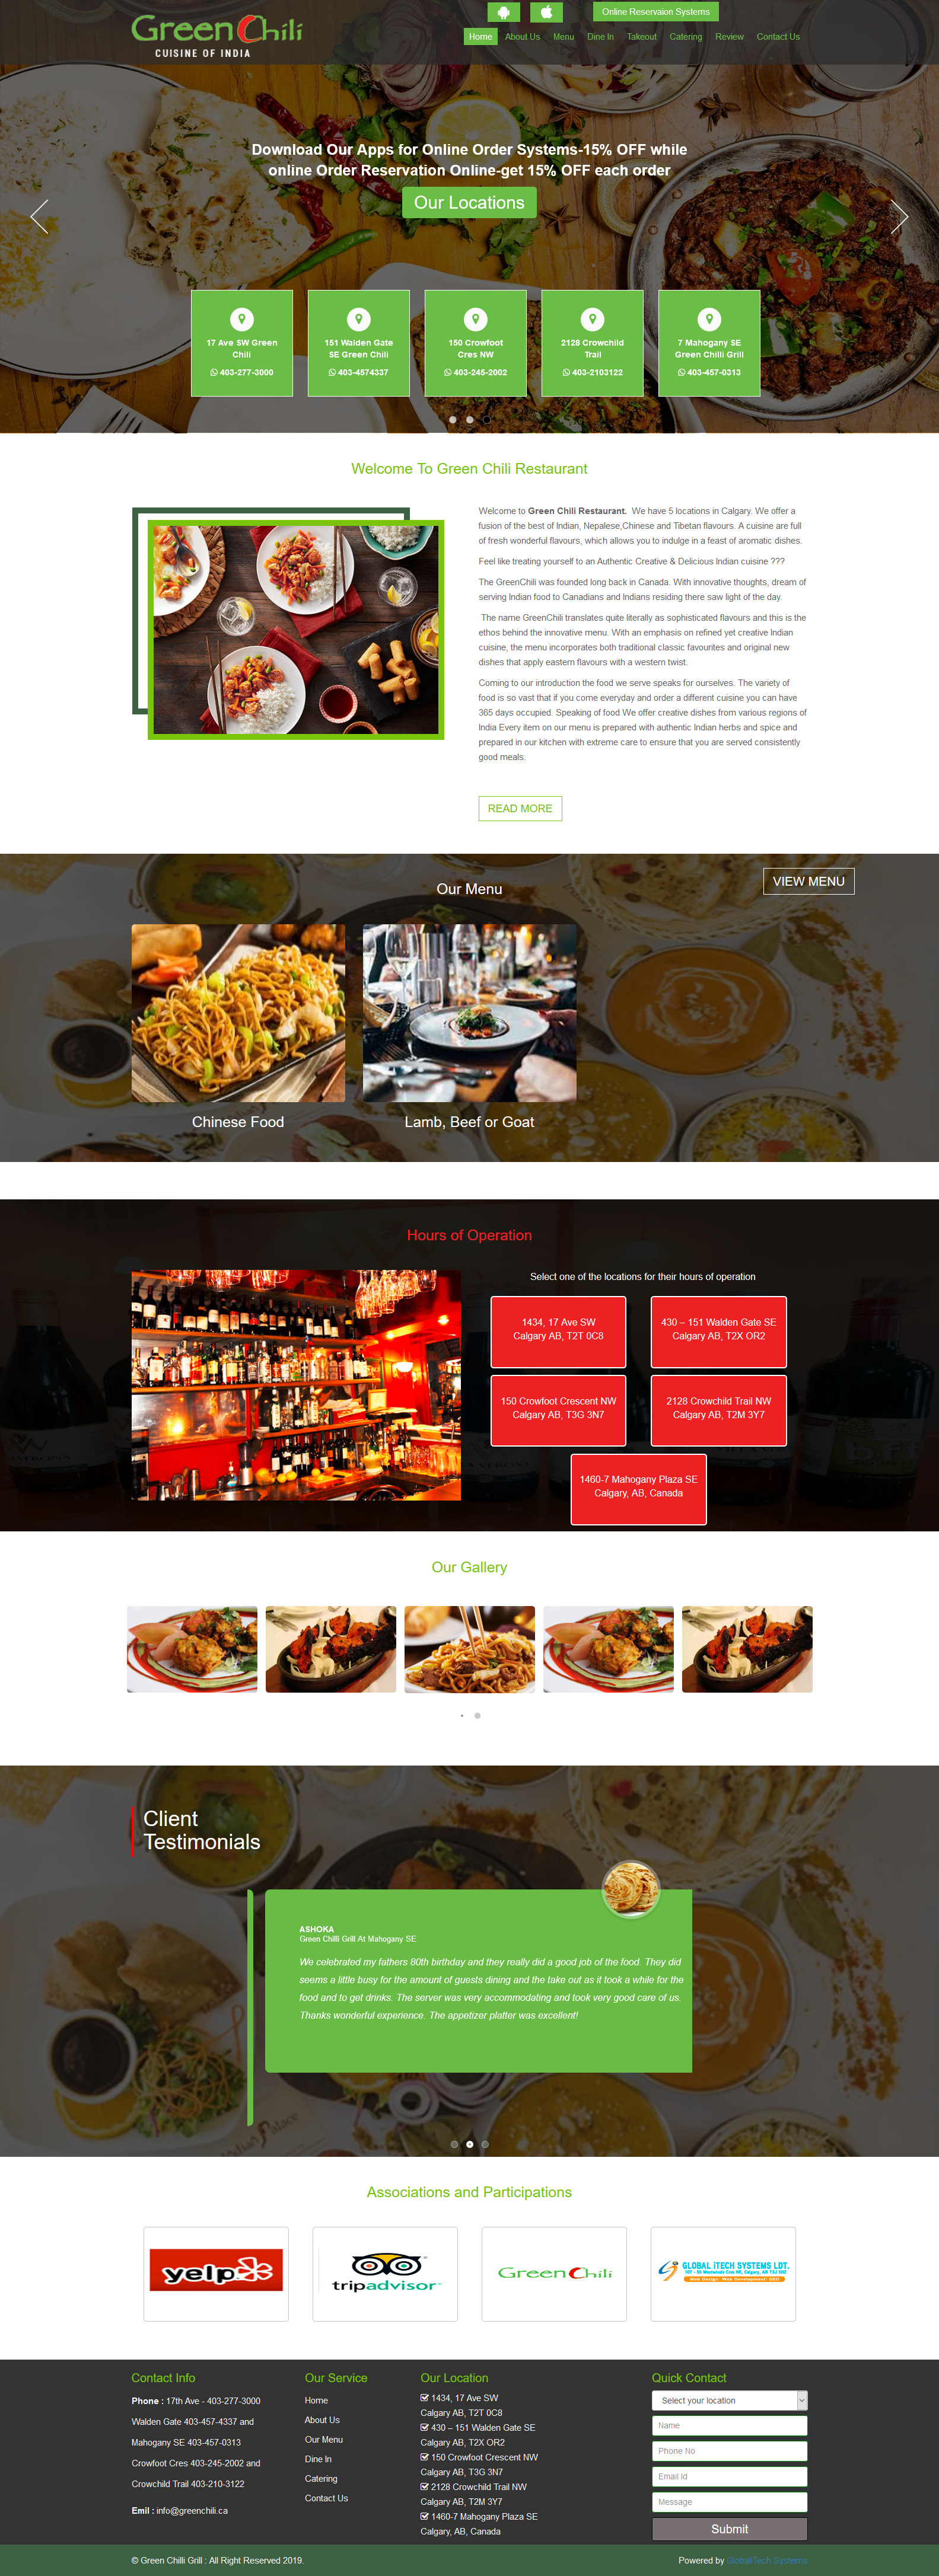 Green Chili
CUISINE OF INDIA
Online Reservaion Systems
Home About Us Menu Dine In Takeout Catering Review Contact Us
Download Our Apps for Online Order Systems-15% OFF while
online Order Reservation Online-get 15% OFF each order
Our Locations
17 Ave SW Green
Chili
403-277-3000
151 Walden Gate
SE Green Chili
403-4574337
150 Crowfoot
Cres NW
403-245-2002
2128 Crowchild
Trail
403-2103122
7 Mahogany SE
Green Chilli Grill
403-457-0313
Welcome To Green Chili Restaurant
Welcome to Green Chili Restaurant. We have 5 locations in Calgary. We offer a
fusion of the best of Indian, Nepalese,Chinese and Tibetan flavours. A cuisine are full
of fresh wonderful flavours, which allows you to indulge in a feast of aromatic dishes.
Feel like treating yourself to an Authentic Creative & Delicious Indian cuisine ???
The GreenChili was founded long back in Canada. With innovative thoughts, dream of
serving Indian food to Canadians and Indians residing there saw light of the day.
The name GreenChili translates quite literally as sophisticated flavours and this is the
ethos behind the innovative menu. With an emphasis on refined yet creative Indian
cuisine, the menu incorporates both traditional classic favourites and original new
dishes that apply eastern flavours with a western twist.
Coming to our introduction the food we serve speaks for ourselves. The variety of
food is so vast that if you come everyday and order a different cuisine you can have
365 days occupied. Speaking of food We offer creative dishes from various regions of
India Every item on our menu is prepared with authentic Indian herbs and spice and
prepared in our kitchen with extreme care to ensure that you are served consistently
good meals.
READ MORE
Our Menu
VIEW MENU
Chinese Food
Lamb, Beef or Goat
Hours of Operation
Select one of the locations for their hours of operation
1434, 17 Ave SW
Calgary AB, T2T 0C8
430 – 151 Walden Gate SE
Calgary AB, T2X OR2
150 Crowfoot Crescent NW
Calgary AB, T3G 3N7
2128 Crowchild Trail NW
Calgary AB, T2M 3Y7
1460-7 Mahogany Plaza SE
Calgary, AB, Canada
Our Gallery
Client
Testimonials
ASHOKA
Green Chilli Grill At Mahogany SE
We celebrated my fathers 80th birthday and they really did a good job of the food. They did
seems a little busy for the amount of guests dining and the take out as it took a while for the
food and to get drinks. The server was very accommodating and took very good care of us.
Thanks wonderful experience. The appetizer platter was excellent!
Associations and Participations
yelp
tripadvisor
Green Chili
GLOBAL iTECH SYSTEMS LDT.
Web Design Web Development SEO
Contact Info
Phone : 17th Ave - 403-277-3000
Walden Gate 403-457-4337 and
Mahogany SE 403-457-0313
Crowfoot Cres 403-245-2002 and
Crowchild Trail 403-210-3122
Emil : info@greenchili.ca
Our Service
Home
About Us
Our Menu
Dine In
Catering
Contact Us
Our Location
1434, 17 Ave SW
Calgary AB, T2T 0C8
430 – 151 Walden Gate SE
Calgary AB, T2X OR2
150 Crowfoot Crescent NW
Calgary AB, T3G 3N7
2128 Crowchild Trail NW
Calgary AB, T2M 3Y7
1460-7 Mahogany Plaza SE
Calgary, AB, Canada
Quick Contact
Select your location
Name
Phone No
Email Id
Message
Submit
© Green Chilli Grill : All Right Reserved 2019.
Powered by GlobaliTech Systems